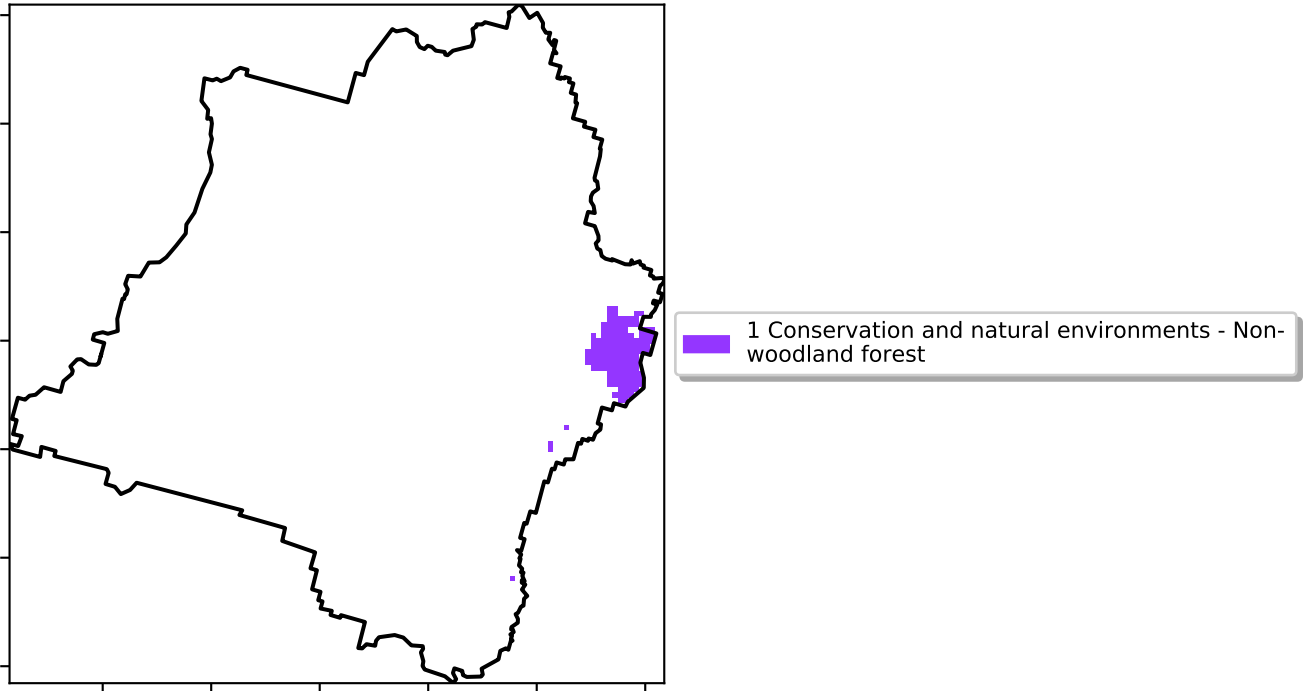 1 Conservation and natural environments - Non-
woodland forest